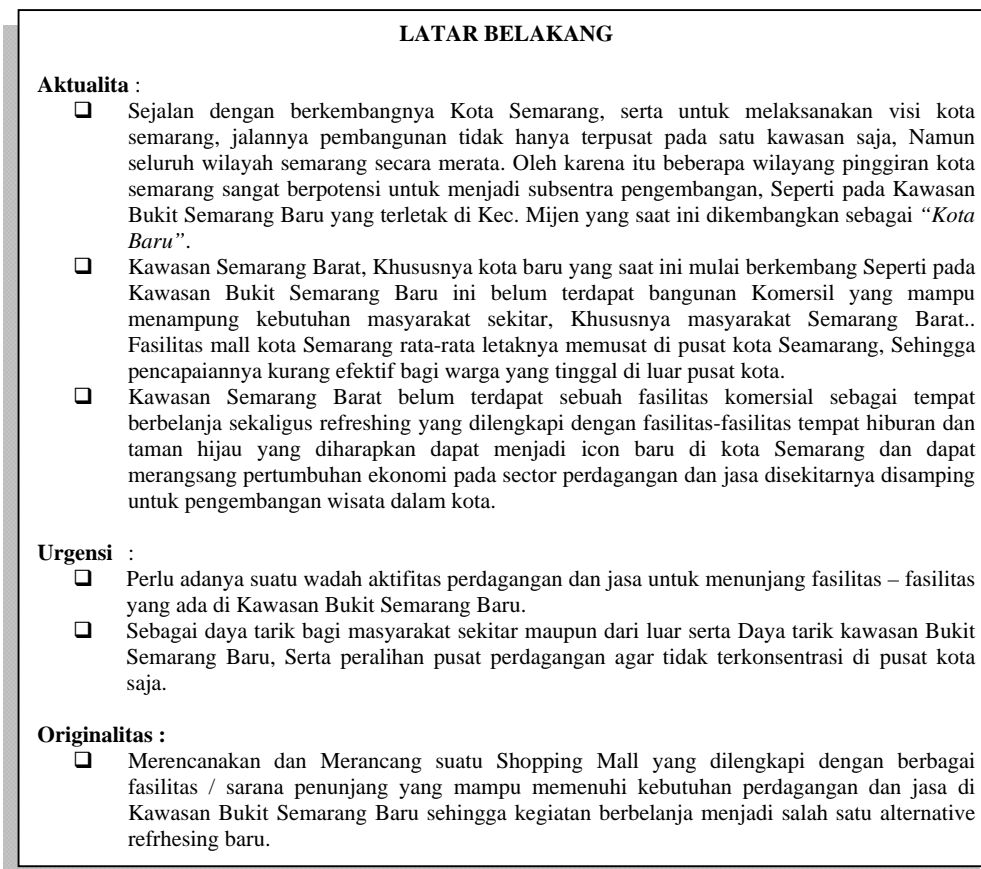 LATAR BELAKANG
Aktualita :
❑ Sejalan dengan berkembangnya Kota Semarang, serta untuk melaksanakan visi kota
semarang, jalannya pembangunan tidak hanya terpusat pada satu kawasan saja, Namun
seluruh wilayah semarang secara merata. Oleh karena itu beberapa wilayang pinggiran kota
semarang sangat berpotensi untuk menjadi subsentra pengembangan, Seperti pada Kawasan
Bukit Semarang Baru yang terletak di Kec. Mijen yang saat ini dikembangkan sebagai “Kota
Baru”.
❑ Kawasan Semarang Barat, Khususnya kota baru yang saat ini mulai berkembang Seperti pada
Kawasan Bukit Semarang Baru ini belum terdapat bangunan Komersil yang mampu
menampung kebutuhan masyarakat sekitar, Khususnya masyarakat Semarang Barat..
Fasilitas mall kota Semarang rata-rata letaknya memusat di pusat kota Seamarang, Sehingga
pencapaiannya kurang efektif bagi warga yang tinggal di luar pusat kota.
❑ Kawasan Semarang Barat belum terdapat sebuah fasilitas komersial sebagai tempat
berbelanja sekaligus refreshing yang dilengkapi dengan fasilitas-fasilitas tempat hiburan dan
taman hijau yang diharapkan dapat menjadi icon baru di kota Semarang dan dapat
merangsang pertumbuhan ekonomi pada sector perdagangan dan jasa disekitarnya disamping
untuk pengembangan wisata dalam kota.
Urgensi :
❑ Perlu adanya suatu wadah aktifitas perdagangan dan jasa untuk menunjang fasilitas – fasilitas
yang ada di Kawasan Bukit Semarang Baru.
❑ Sebagai daya tarik bagi masyarakat sekitar maupun dari luar serta Daya tarik kawasan Bukit
Semarang Baru, Serta peralihan pusat perdagangan agar tidak terkonsentrasi di pusat kota
saja.
Originalitas :
❑ Merencanakan dan Merancang suatu Shopping Mall yang dilengkapi dengan berbagai
fasilitas / sarana penunjang yang mampu memenuhi kebutuhan perdagangan dan jasa di
Kawasan Bukit Semarang Baru sehingga kegiatan berbelanja menjadi salah satu alternative
refrhesing baru.